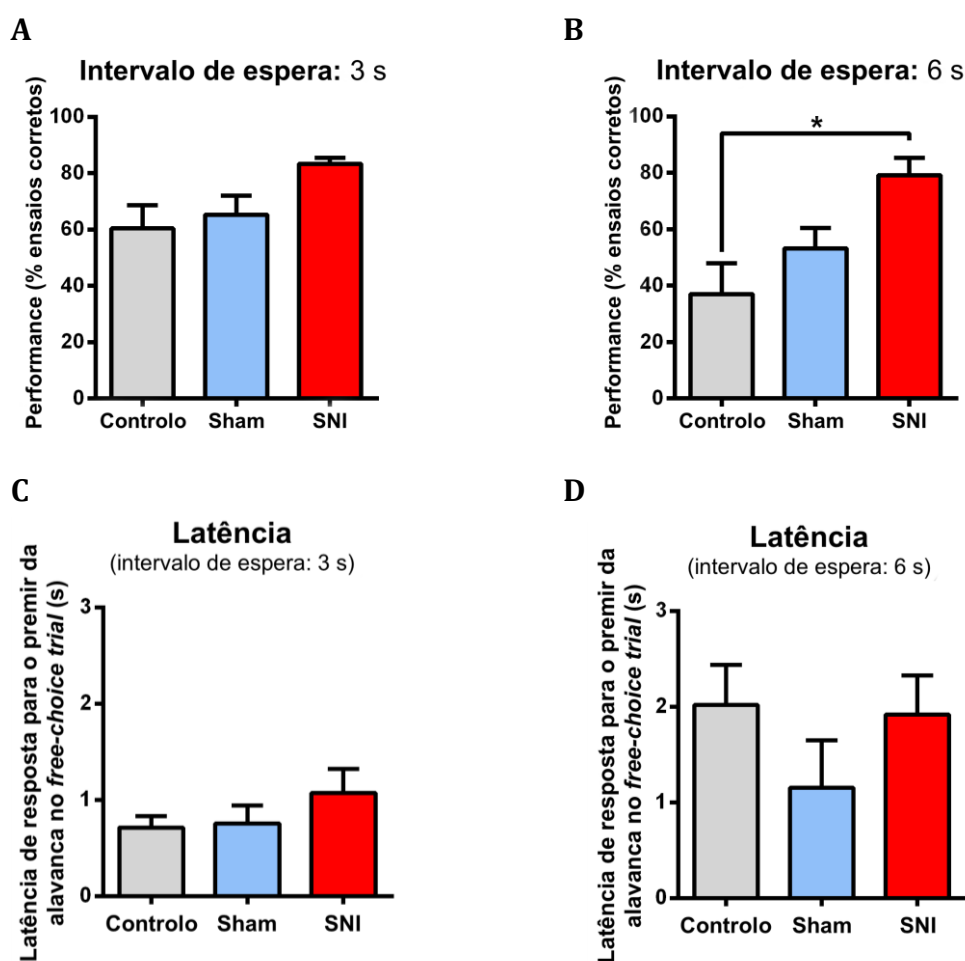 A
Intervalo de espera: 3 s
Performance (% ensaios corretos)
100
80
60
40
20
0
Controlo Sham SNI
B
Intervalo de espera: 6 s
Performance (% ensaios corretos)
100
80
60
40
20
0
*
Controlo Sham SNI
C
Latência
(intervalo de espera: 3 s)
Latência de resposta para o premir da
alavanca no free-choice trial (s)
3
2
1
0
Controlo Sham SNI
D
Latência
(intervalo de espera: 6 s)
Latência de resposta para o premir da
alavanca no free-choice trial (s)
3
2
1
0
Controlo Sham SNI